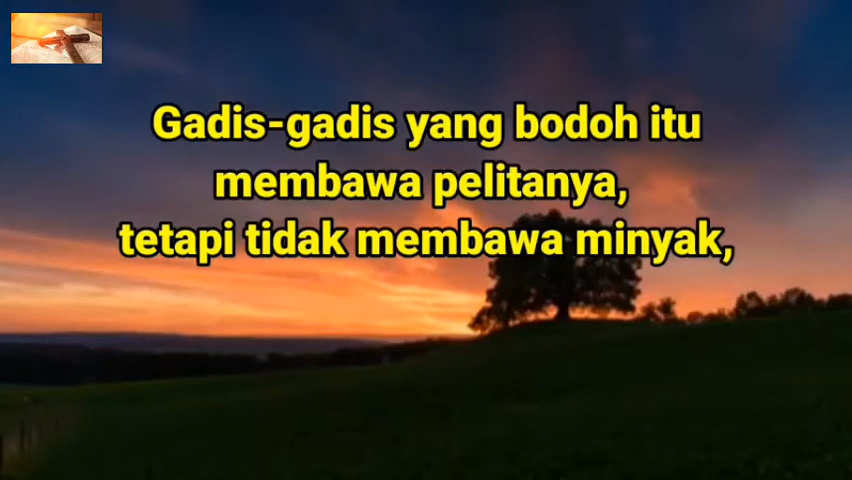 Gadis-gadis yang bodoh itu
membawa pelitanya,
tetapi tidak membawa minyak,